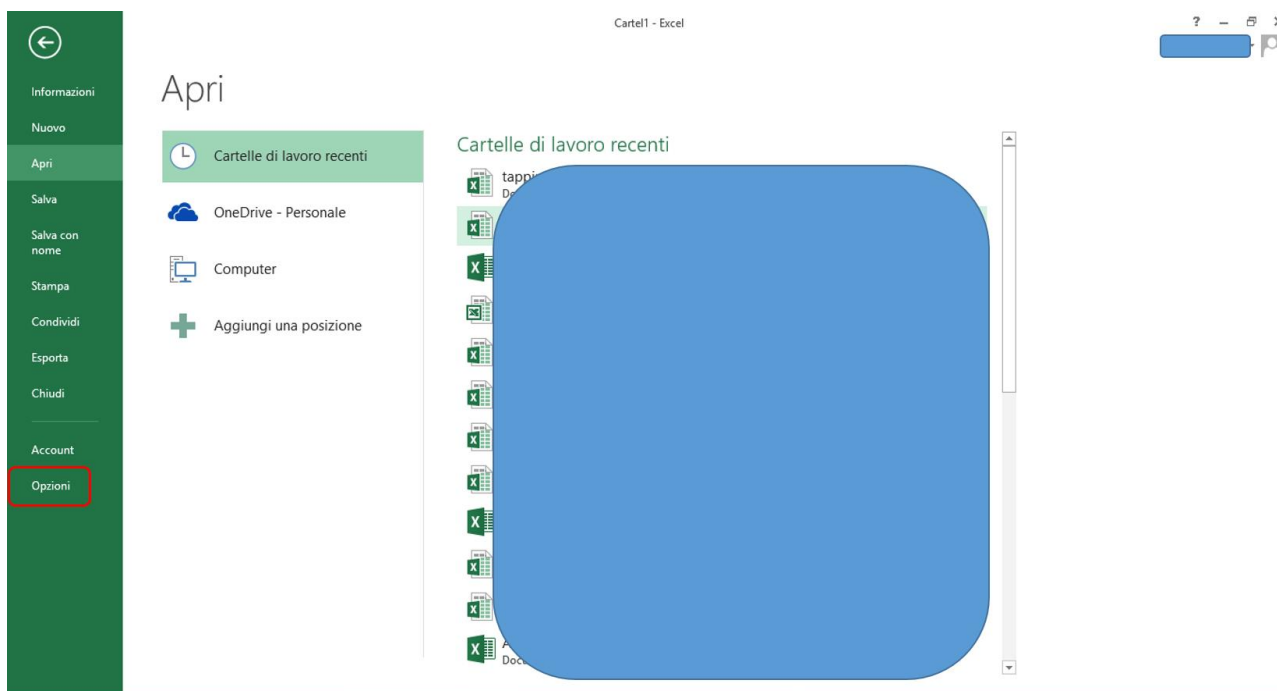 Cartel1 - Excel
?
Informazioni
Nuovo
Apri
Salva
Salva con
nome
Stampa
Condividi
Esporta
Chiudi
Account
Opzioni
Apri
Cartelle di lavoro recenti
OneDrive - Personale
Computer
Aggiungi una posizione
Cartelle di lavoro recenti